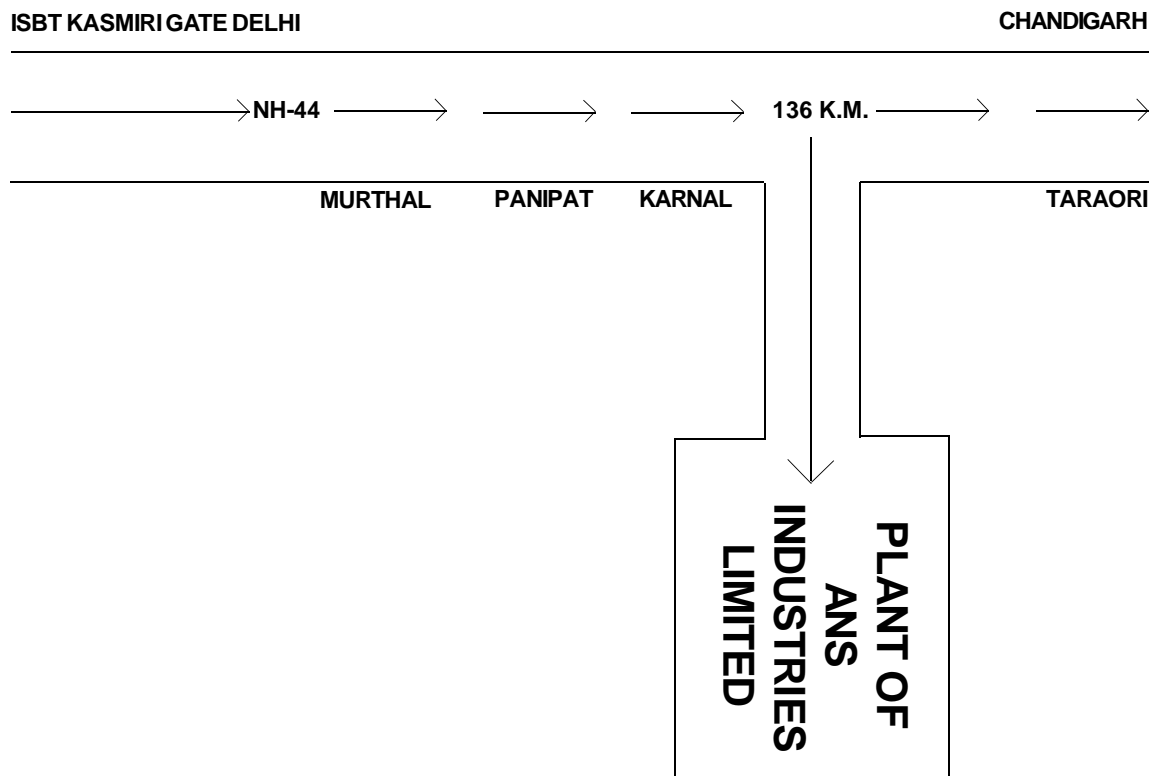 ISBT KASMIRI GATE DELHI
CHANDIGARH
NH-44
136 K.M.
MURTHAL
PANIPAT
KARNAL
TARAORI
PLANT OF
ANS
INDUSTRIES
LIMITED